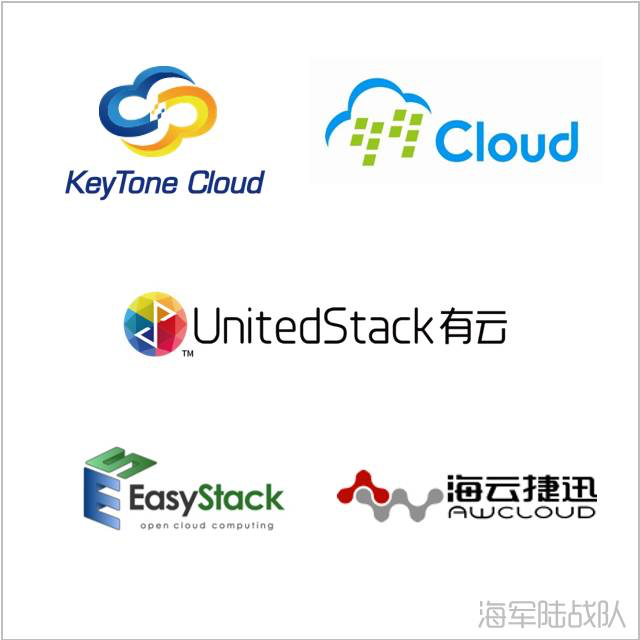 KeyTone Cloud
Cloud
UnitedStack有云
TM
EasyStack
open cloud computing
海云捷迅
AWCLOUD
海军陆战队